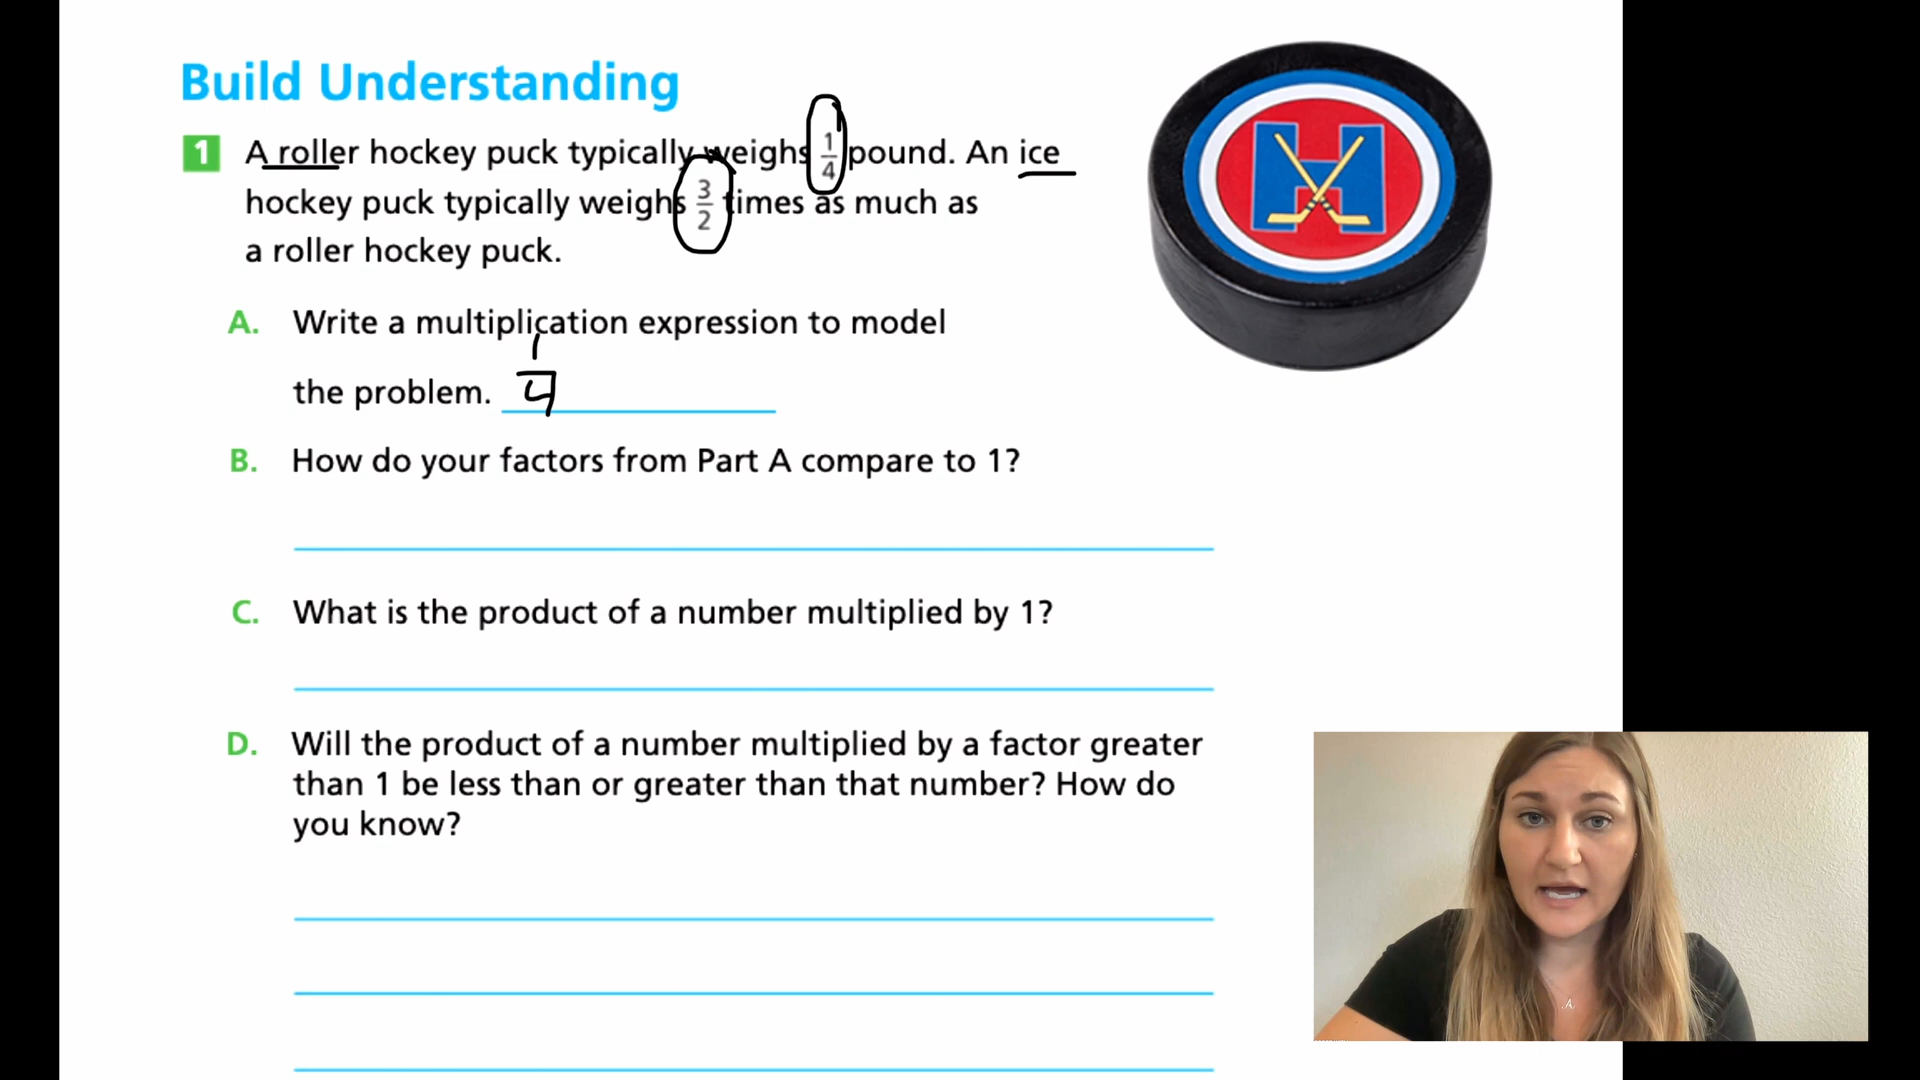 Build Understanding
1 A roller hockey puck typically weighs 1/4 pound. An ice
hockey puck typically weighs 3/2 times as much as
a roller hockey puck.
A. Write a multiplication expression to model
the problem. 1/4
B. How do your factors from Part A compare to 1?
C. What is the product of a number multiplied by 1?
D. Will the product of a number multiplied by a factor greater
than 1 be less than or greater than that number? How do
you know?
H
A